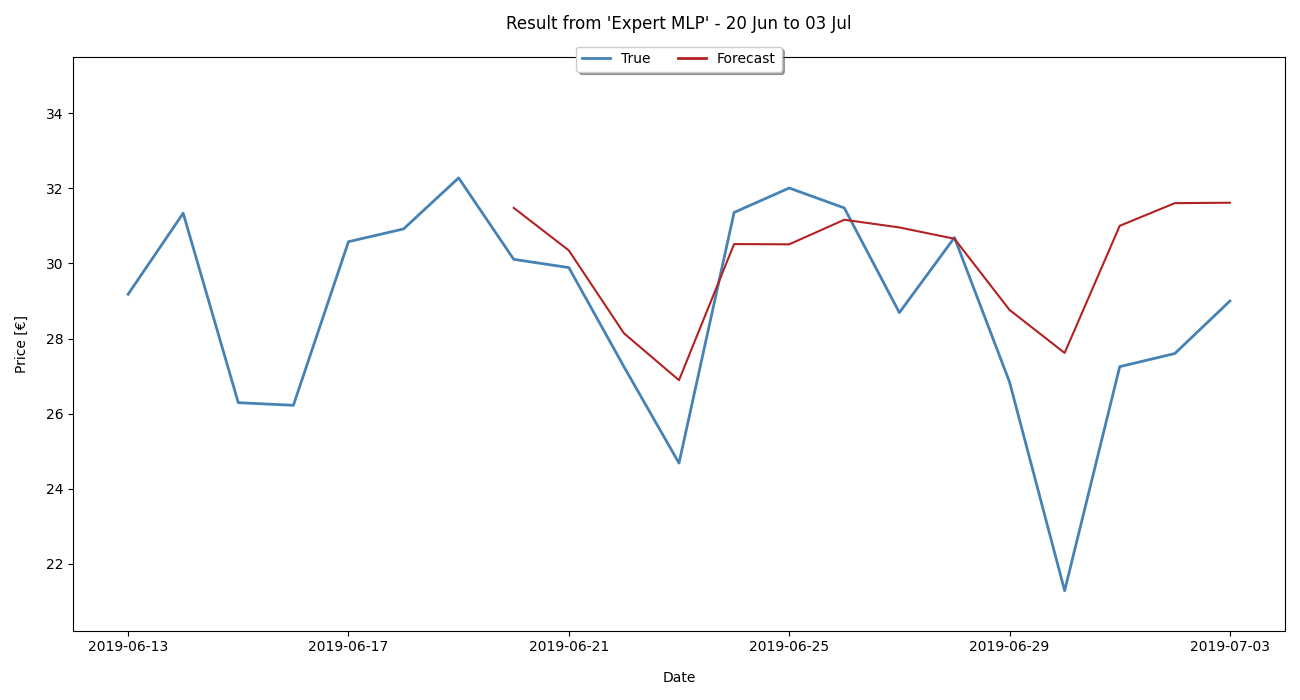 Result from 'Expert MLP' - 20 Jun to 03 Jul
True Forecast
34
32
30
28
26
24
22
Price [€]
2019-06-13 2019-06-17 2019-06-21 2019-06-25 2019-06-29 2019-07-03
Date